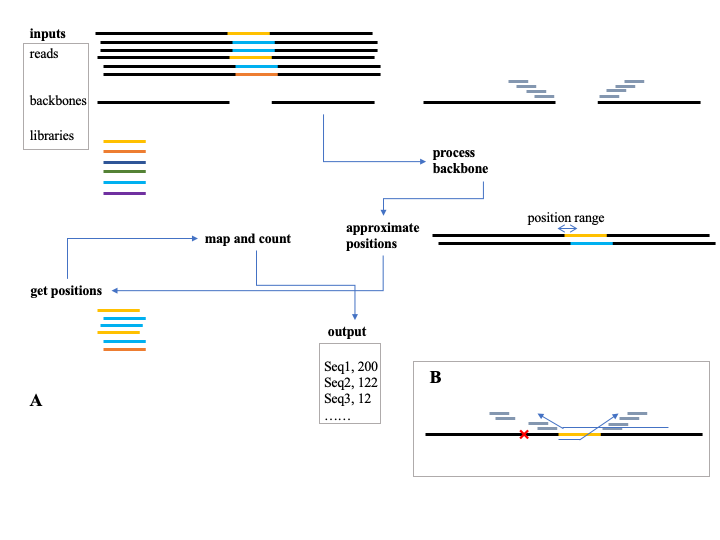 inputs
reads
backbones
libraries
process
backbone
approximate
positions
position range
map and count
get positions
output
Seq1, 200
Seq2, 122
Seq3, 12
......
A
B